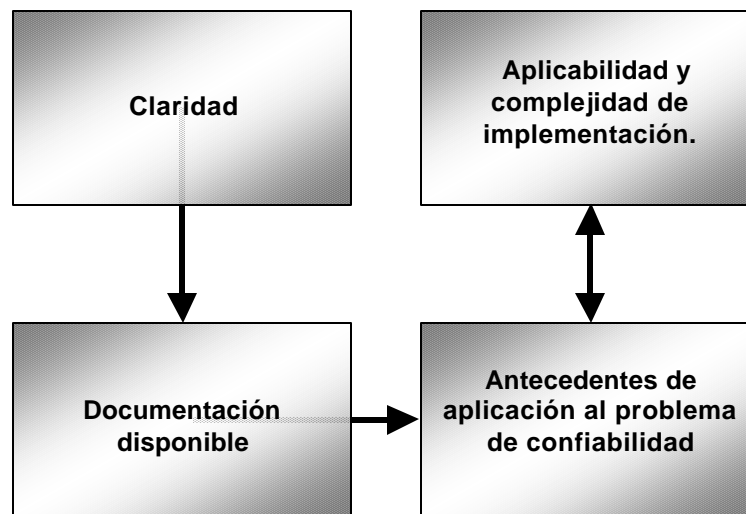 Claridad
Aplicabilidad y
complejidad de
implementación.
Documentación
disponible
Antecedentes de
aplicación al problema
de confiabilidad